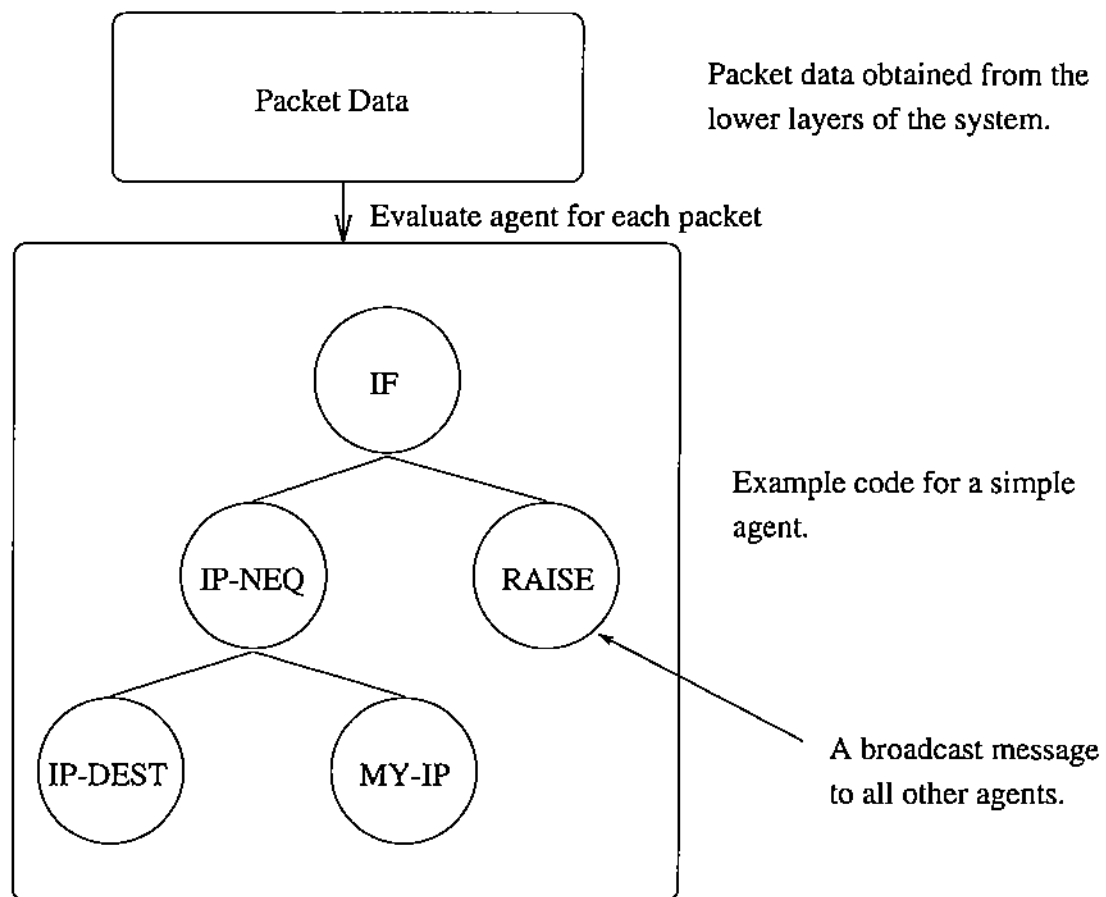 Packet Data
Packet data obtained from the
lower layers of the system.
Evaluate agent for each packet
IF
Example code for a simple
agent.
IP-NEQ
RAISE
IP-DEST
MY-IP
A broadcast message
to all other agents.